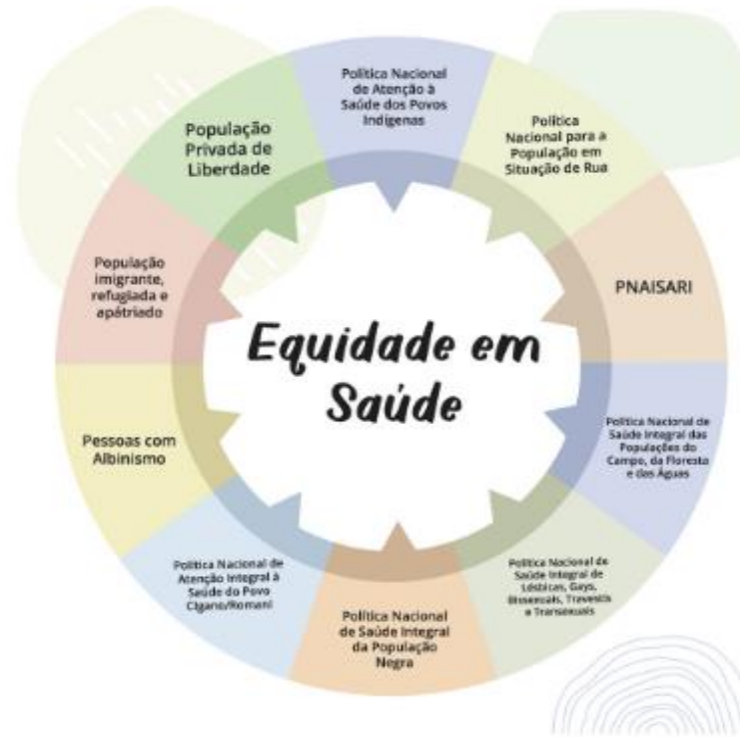 Política Nacional
de Atenção à
Saúde dos Povos
Indígenas
Política
Nacional para a
População em
Situação de Rua
PNAISARI
Política Nacional de
Saúde Integral das
Populações do
Campo, da Floresta
e das Águas
Política Nacional de
Saúde Integral de
Lésbicas, Gays,
Bissexuais, Travestis
e Transexuais
Política Nacional
de Saúde Integral
da População
Negra
Política Nacional de
Atenção Integral à
Saúde do Povo
Cigano/Romani
Pessoas com
Albinismo
População
imigrante,
refugiada e
apátriado
População
Privada de
Liberdade
Equidade em
Saúde